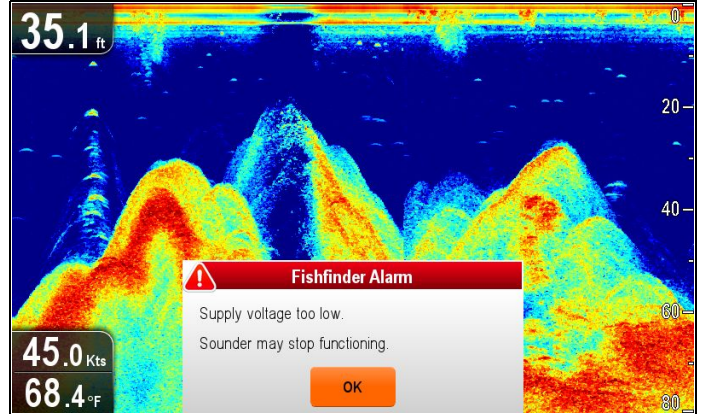 35.1 ft
0
20
40
Fishfinder Alarm
Supply voltage too low.
Sounder may stop functioning.
OK
60
45.0 Kts
68.4°F
80